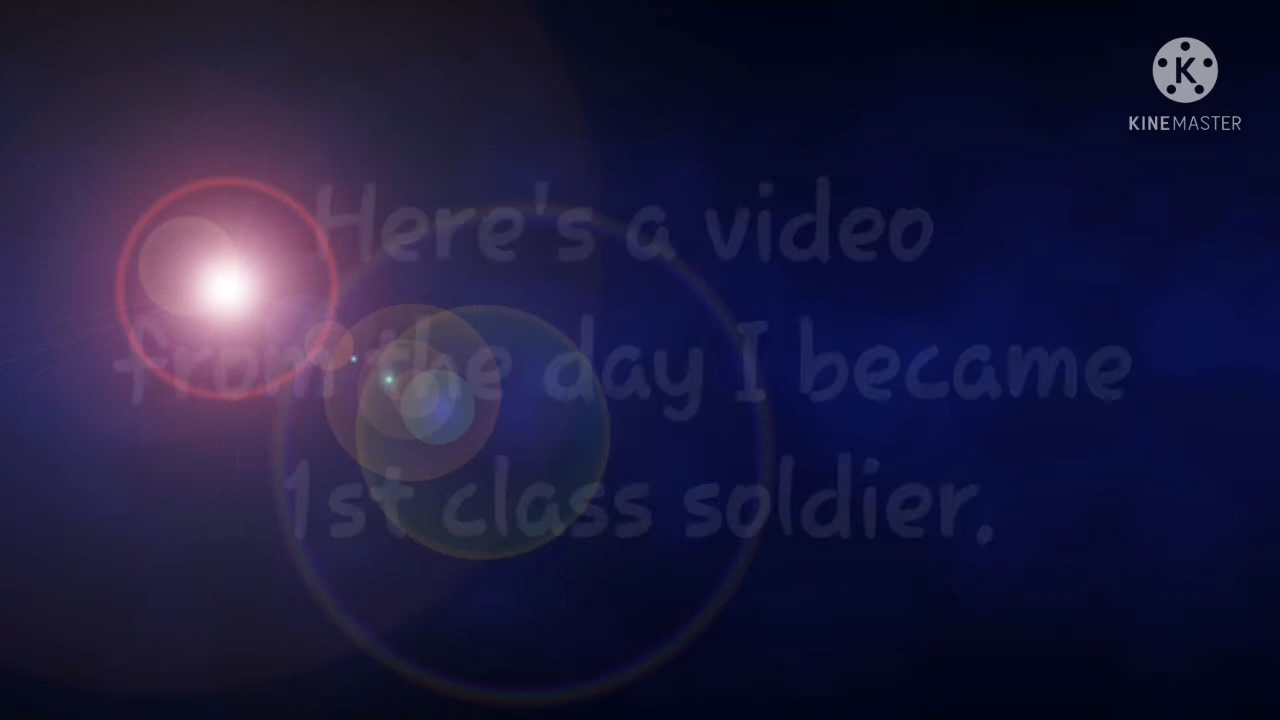 KINEMASTER
Here's a video
from the day I became
1st class soldier.